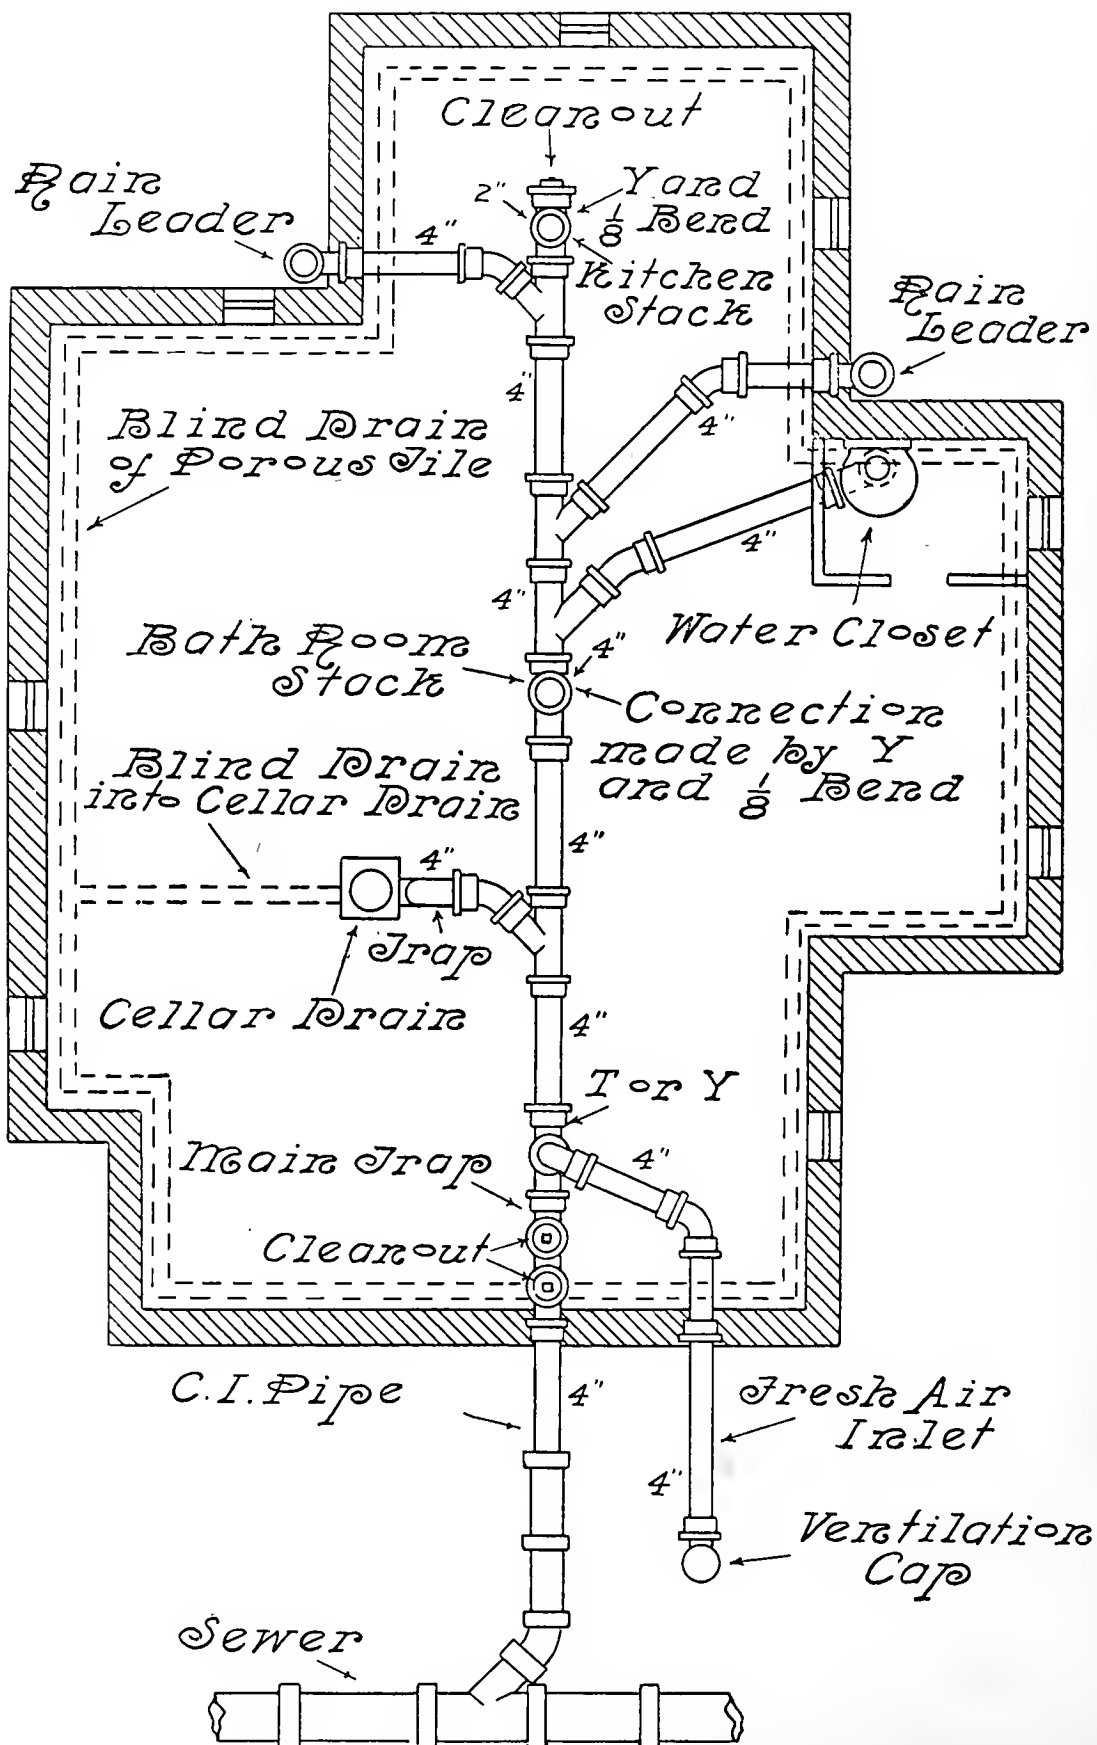 Cleanout
Rain
Leader
4"
2"
Y and
1/8 Bend
Kitchen
Stack
Rain
Leader
4"
4"
Blind Drain
of Porous Tile
4"
4"
Water Closet
Bath Room
Stack
4"
Connection
made by Y
and 1/8 Bend
Blind Drain
into Cellar Drain
4"
4"
Trap
Cellar Drain
4"
T or Y
Main Trap
4"
Cleanout
C.I. Pipe
4"
Fresh Air
Inlet
4"
Ventilation
Cap
Sewer